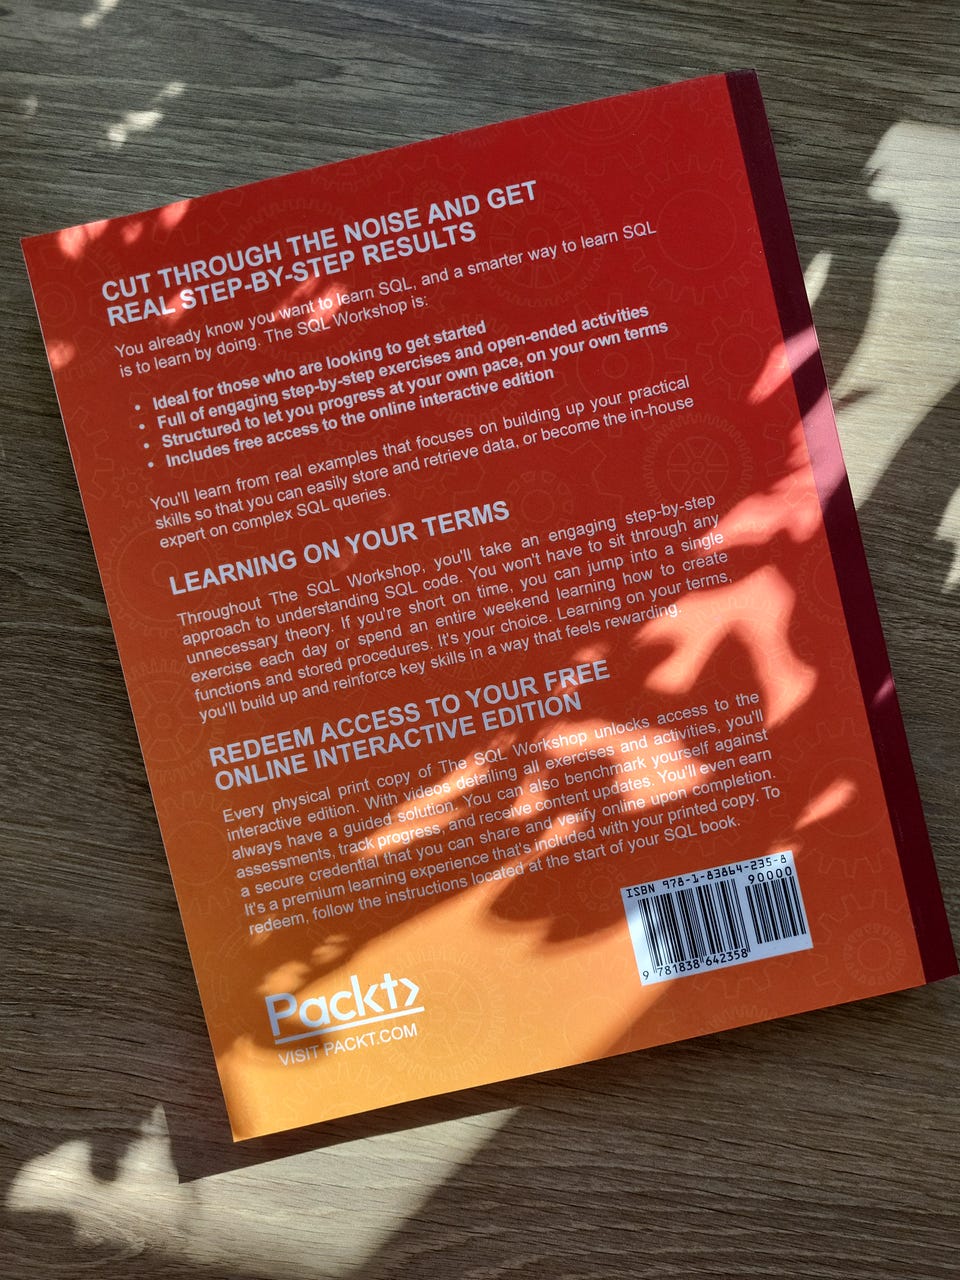 CUT THROUGH THE NOISE AND GET
REAL STEP-BY-STEP RESULTS
You already know you want to learn SQL, and a smarter way to learn SQL
is to learn by doing. The SQL Workshop is:
• Ideal for those who are looking to get started
• Full of engaging step-by-step exercises and open-ended activities
• Structured to let you progress at your own pace, on your own terms
• Includes free access to the online interactive edition
You'll learn from real examples that focuses on building up your practical
skills so that you can easily store and retrieve data, or become the in-house
expert on complex SQL queries.
LEARNING ON YOUR TERMS
Throughout The SQL Workshop, you'll take an engaging step-by-step
approach to understanding SQL code. You won't have to sit through any
unnecessary theory. If you're short on time, you can jump into a single
exercise each day or spend an entire weekend learning how to create
functions and stored procedures. It's your choice. Learning on your terms,
you'll build up and reinforce key skills in a way that feels rewarding.
REDEEM ACCESS TO YOUR FREE
ONLINE INTERACTIVE EDITION
Every physical print copy of The SQL Workshop unlocks access to the
interactive edition. With videos detailing all exercises and activities, you'll
always have a guided solution. You can also benchmark yourself against
assessments, track progress, and receive content updates. You'll even earn
a secure credential that you can share and verify online upon completion.
It's a premium learning experience that's included with your printed copy. To
redeem, follow the instructions located at the start of your SQL book.
ISBN 978-1-83864-235-8
90000
9 781838 642358
Packt>
VISIT PACKT.COM